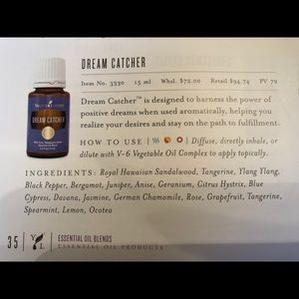 DREAM CATCHER
Item No. 3330 15 ml Whsl. $72.00 Retail $94.74 PV 72
Dream Catcher™ is designed to harness the power of
positive dreams when used aromatically, helping you
realize your desires and stay on the path to fulfillment.
HOW TO USE | Diffuse, directly inhale, or
dilute with V-6 Vegetable Oil Complex to apply topically.
INGREDIENTS: Royal Hawaiian Sandalwood, Tangerine, Ylang Ylang,
Black Pepper, Bergamot, Juniper, Anise, Geranium, Citrus Hystrix, Blue
Cypress, Davana, Jasmine, German Chamomile, Rose, Grapefruit, Tangerine,
Spearmint, Lemon, Ocotea
DREAM CATCHER
35 YL ESSENTIAL OIL BLENDS
ESSENTIAL OIL PRODUCTS